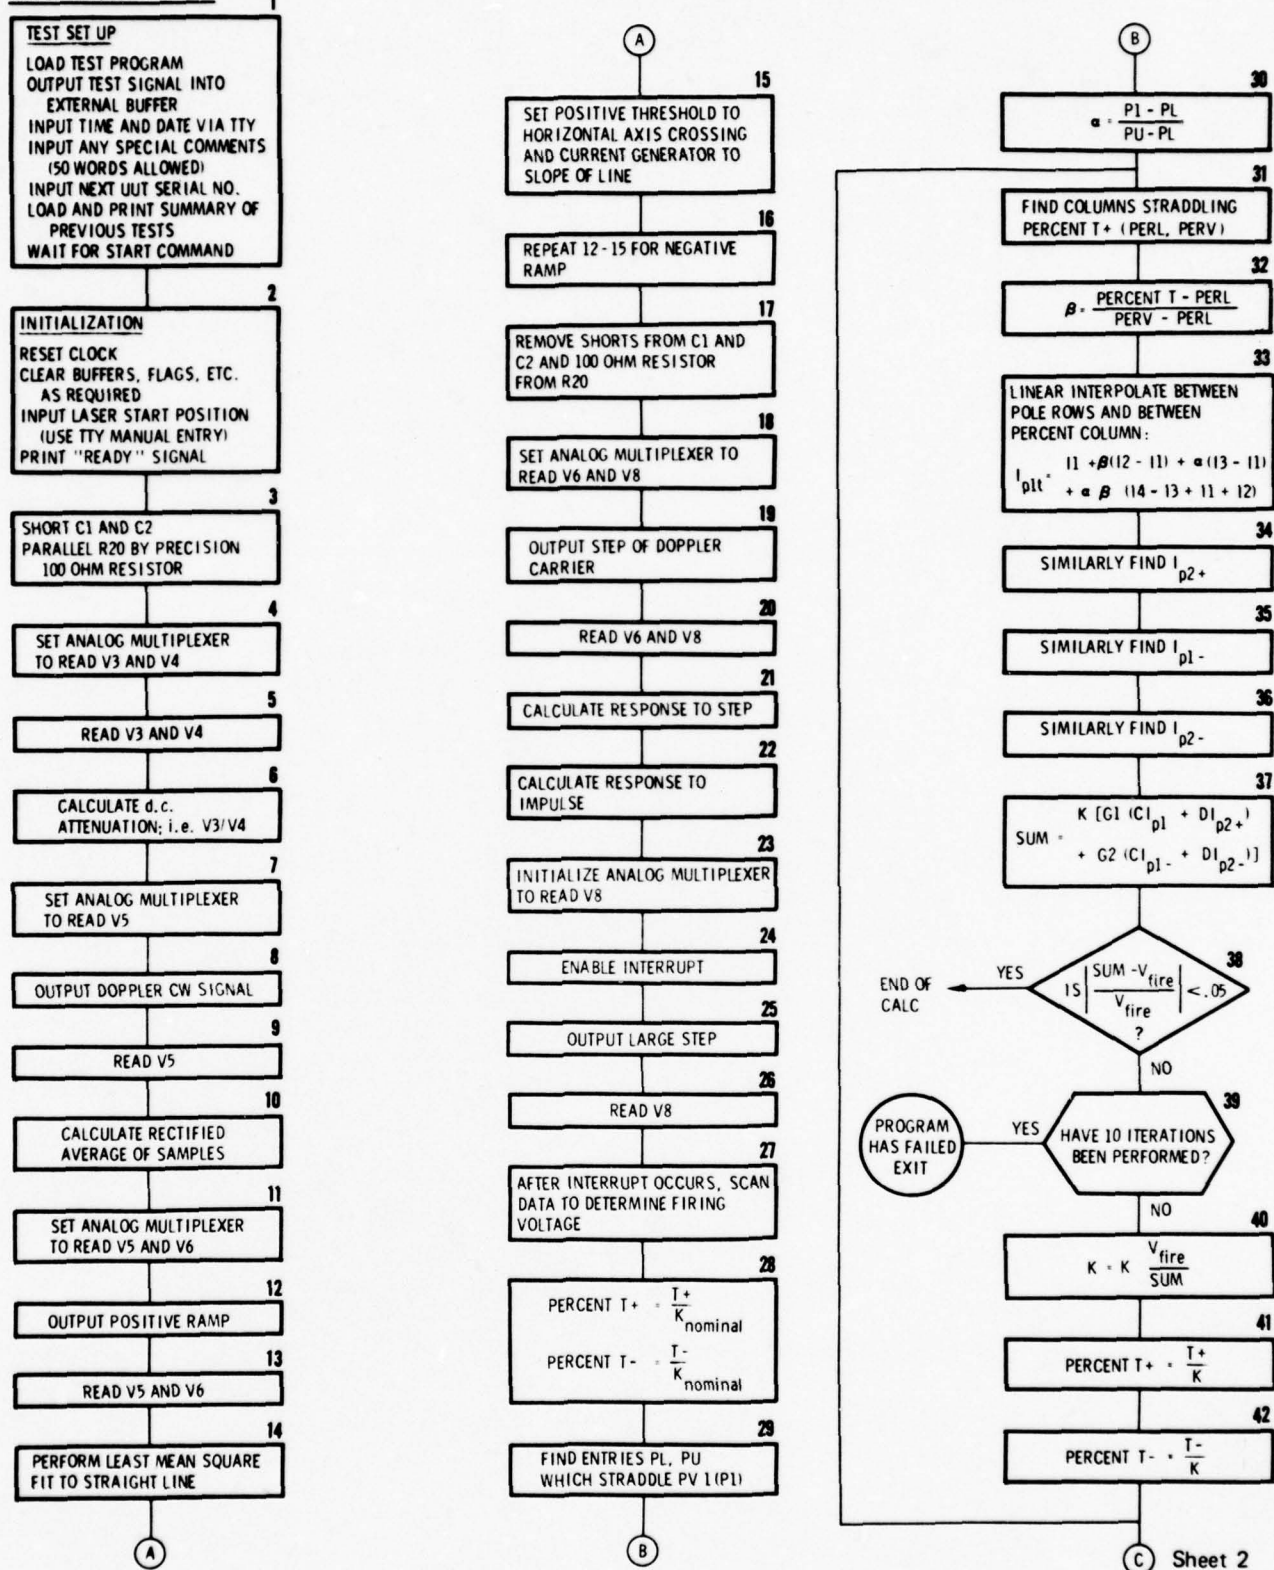 TEST SET UP
LOAD TEST PROGRAM
OUTPUT TEST SIGNAL INTO
EXTERNAL BUFFER
INPUT TIME AND DATE VIA TTY
INPUT ANY SPECIAL COMMENTS
(50 WORDS ALLOWED)
INPUT NEXT UUT SERIAL NO.
LOAD AND PRINT SUMMARY OF
PREVIOUS TESTS
WAIT FOR START COMMAND
2
INITIALIZATION
RESET CLOCK
CLEAR BUFFERS, FLAGS, ETC.
AS REQUIRED
INPUT LASER START POSITION
(USE TTY MANUAL ENTRY)
PRINT "READY" SIGNAL
3
SHORT C1 AND C2
PARALLEL R20 BY PRECISION
100 OHM RESISTOR
4
SET ANALOG MULTIPLEXER
TO READ V3 AND V4
5
READ V3 AND V4
6
CALCULATE d.c.
ATTENUATION; i.e. V3/V4
7
SET ANALOG MULTIPLEXER
TO READ V5
8
OUTPUT DOPPLER CW SIGNAL
9
READ V5
10
CALCULATE RECTIFIED
AVERAGE OF SAMPLES
11
SET ANALOG MULTIPLEXER
TO READ V5 AND V6
12
OUTPUT POSITIVE RAMP
13
READ V5 AND V6
14
PERFORM LEAST MEAN SQUARE
FIT TO STRAIGHT LINE
A
A
15
SET POSITIVE THRESHOLD TO
HORIZONTAL AXIS CROSSING
AND CURRENT GENERATOR TO
SLOPE OF LINE
16
REPEAT 12 - 15 FOR NEGATIVE
RAMP
17
REMOVE SHORTS FROM C1 AND
C2 AND 100 OHM RESISTOR
FROM R20
18
SET ANALOG MULTIPLEXER TO
READ V6 AND V8
19
OUTPUT STEP OF DOPPLER
CARRIER
20
READ V6 AND V8
21
CALCULATE RESPONSE TO STEP
22
CALCULATE RESPONSE TO
IMPULSE
23
INITIALIZE ANALOG MULTIPLEXER
TO READ V8
24
ENABLE INTERRUPT
25
OUTPUT LARGE STEP
26
READ V8
27
AFTER INTERRUPT OCCURS, SCAN
DATA TO DETERMINE FIRING
VOLTAGE
28
PERCENT T+ = T+ / K nominal
PERCENT T- = T- / K nominal
29
FIND ENTRIES PL, PU
WHICH STRADDLE PV 1(P1)
B
B
30
α = P1 - PL / PU - PL
31
FIND COLUMNS STRADDLING
PERCENT T+ (PERL, PERV)
32
β = PERCENT T - PERL / PERV - PERL
33
LINEAR INTERPOLATE BETWEEN
POLE ROWS AND BETWEEN
PERCENT COLUMN:
I plt = I1 + β(I2 - I1) + α(I3 - I1)
+ α β (I4 - I3 + I1 + I2)
34
SIMILARLY FIND I p2+
35
SIMILARLY FIND I p1-
36
SIMILARLY FIND I p2-
37
SUM = K [G1 (CI p1 + DI p2+)
+ G2 (CI p1- + DI p2-)]
38
IS | SUM - V fire / V fire | < .05
?
YES
END OF
CALC
NO
39
HAVE 10 ITERATIONS
BEEN PERFORMED?
YES
PROGRAM
HAS FAILED
EXIT
NO
40
K = K V fire / SUM
41
PERCENT T+ = T+ / K
42
PERCENT T- = T- / K
C
Sheet 2